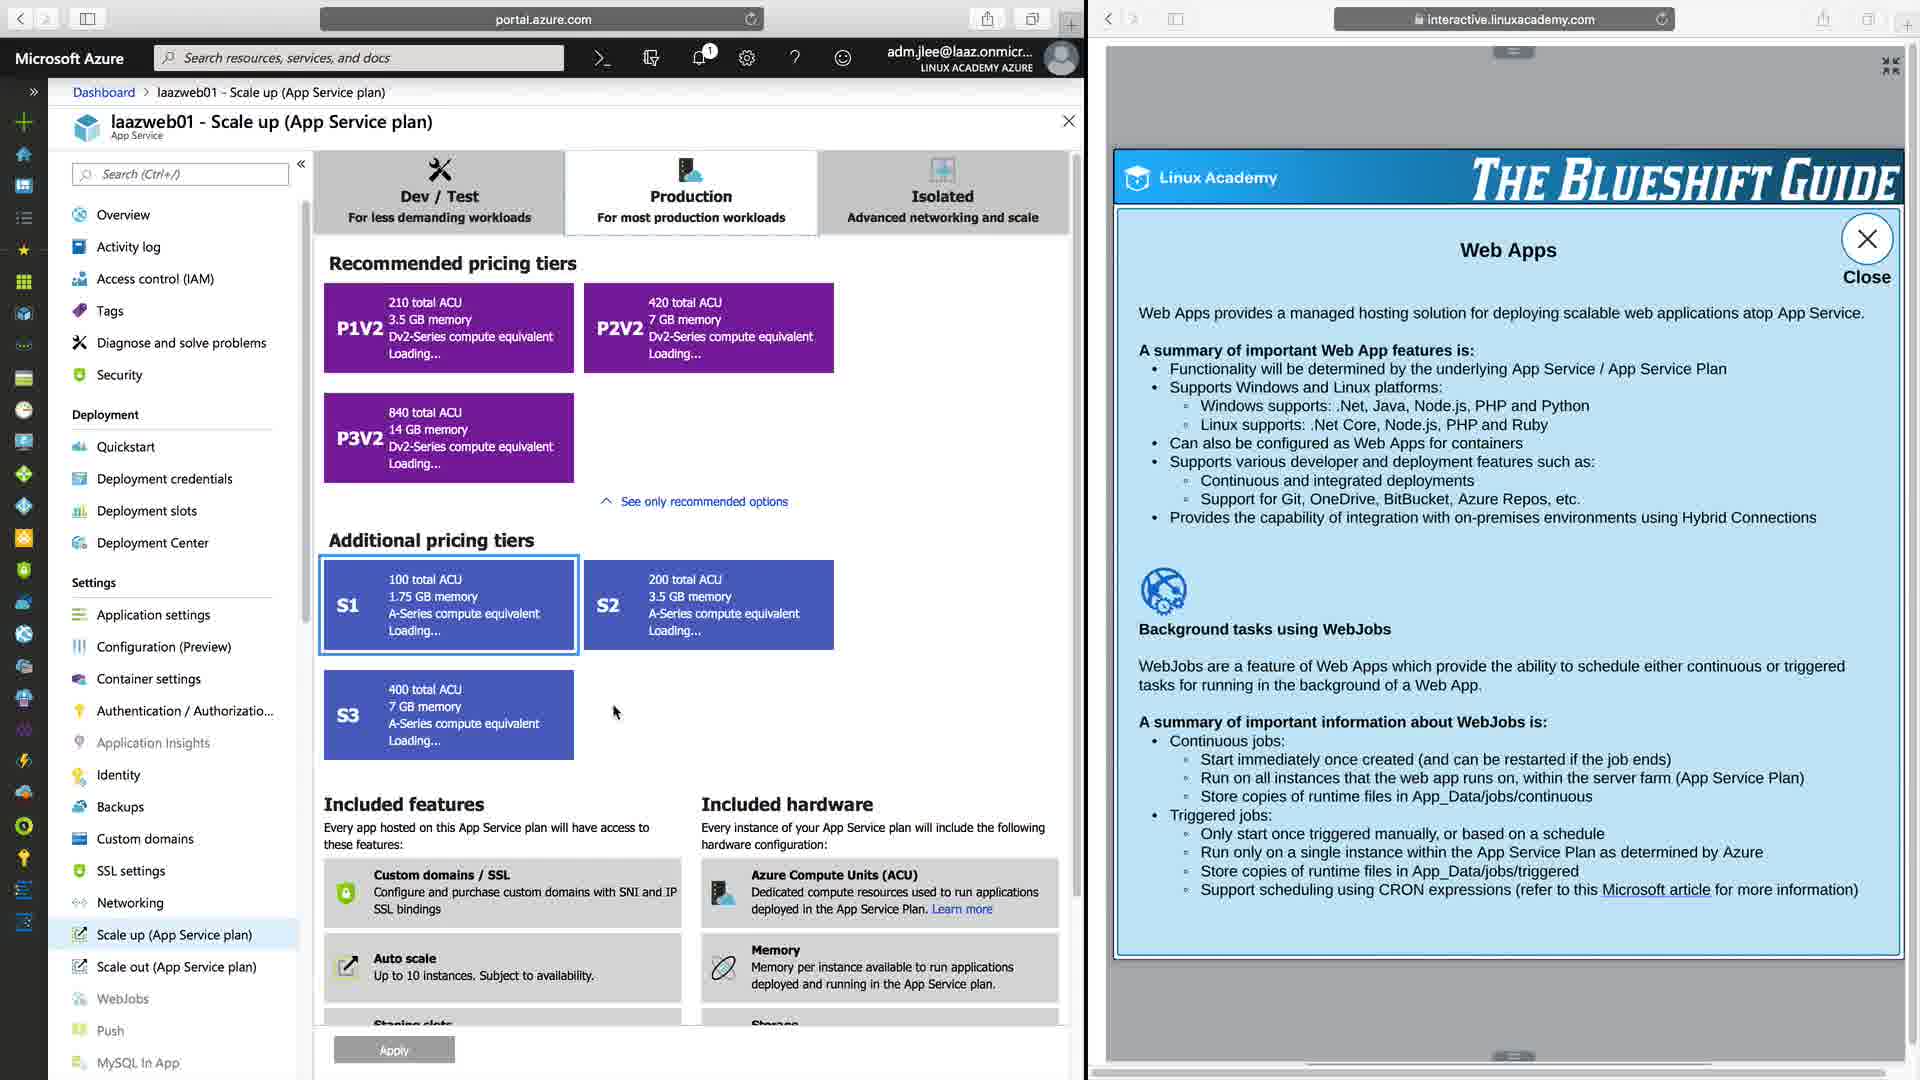 portal.azure.com
Microsoft Azure
Search resources, services, and docs
1
adm.jlee@laaz.onmicr...
LINUX ACADEMY AZURE
Dashboard > laazweb01 - Scale up (App Service plan)
laazweb01 - Scale up (App Service plan)
App Service
Search (Ctrl+/)
Overview
Activity log
Access control (IAM)
Tags
Diagnose and solve problems
Security
Deployment
Quickstart
Deployment credentials
Deployment slots
Deployment Center
Settings
Application settings
Configuration (Preview)
Container settings
Authentication / Authorizatio...
Application Insights
Identity
Backups
Custom domains
SSL settings
Networking
Scale up (App Service plan)
Scale out (App Service plan)
WebJobs
Push
MySQL In App
Dev / Test
For less demanding workloads
Production
For most production workloads
Isolated
Advanced networking and scale
Recommended pricing tiers
P1V2
210 total ACU
3.5 GB memory
Dv2-Series compute equivalent
Loading...
P2V2
420 total ACU
7 GB memory
Dv2-Series compute equivalent
Loading...
P3V2
840 total ACU
14 GB memory
Dv2-Series compute equivalent
Loading...
See only recommended options
Additional pricing tiers
S1
100 total ACU
1.75 GB memory
A-Series compute equivalent
Loading...
S2
200 total ACU
3.5 GB memory
A-Series compute equivalent
Loading...
S3
400 total ACU
7 GB memory
A-Series compute equivalent
Loading...
Included features
Every app hosted on this App Service plan will have access to
these features:
Custom domains / SSL
Configure and purchase custom domains with SNI and IP
SSL bindings
Auto scale
Up to 10 instances. Subject to availability.
Staging slots
Included hardware
Every instance of your App Service plan will include the following
hardware configuration:
Azure Compute Units (ACU)
Dedicated compute resources used to run applications
deployed in the App Service Plan. Learn more
Memory
Memory per instance available to run applications
deployed and running in the App Service plan.
Storage
Apply
interactive.linuxacademy.com
Linux Academy
THE BLUESHIFT GUIDE
Web Apps
Close
Web Apps provides a managed hosting solution for deploying scalable web applications atop App Service.
A summary of important Web App features is:
• Functionality will be determined by the underlying App Service / App Service Plan
• Supports Windows and Linux platforms:
◦ Windows supports: .Net, Java, Node.js, PHP and Python
◦ Linux supports: .Net Core, Node.js, PHP and Ruby
• Can also be configured as Web Apps for containers
• Supports various developer and deployment features such as:
◦ Continuous and integrated deployments
◦ Support for Git, OneDrive, BitBucket, Azure Repos, etc.
• Provides the capability of integration with on-premises environments using Hybrid Connections
Background tasks using WebJobs
WebJobs are a feature of Web Apps which provide the ability to schedule either continuous or triggered
tasks for running in the background of a Web App.
A summary of important information about WebJobs is:
• Continuous jobs:
◦ Start immediately once created (and can be restarted if the job ends)
◦ Run on all instances that the web app runs on, within the server farm (App Service Plan)
◦ Store copies of runtime files in App_Data/jobs/continuous
• Triggered jobs:
◦ Only start once triggered manually, or based on a schedule
◦ Run only on a single instance within the App Service Plan as determined by Azure
◦ Store copies of runtime files in App_Data/jobs/triggered
◦ Support scheduling using CRON expressions (refer to this Microsoft article for more information)